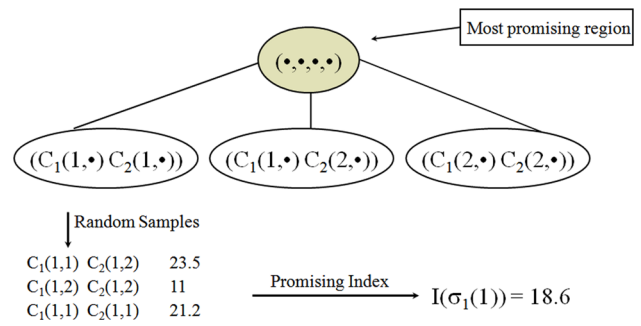 Most promising region
(•,•,•,•)
(C₁(1,•) C₂(1,•)) (C₁(1,•) C₂(2,•)) (C₁(2,•) C₂(2,•))
Random Samples
C₁(1,1) C₂(1,2) 23.5
C₁(1,2) C₂(1,2) 11
C₁(1,1) C₂(1,1) 21.2
Promising Index
I(σ₁(1)) = 18.6